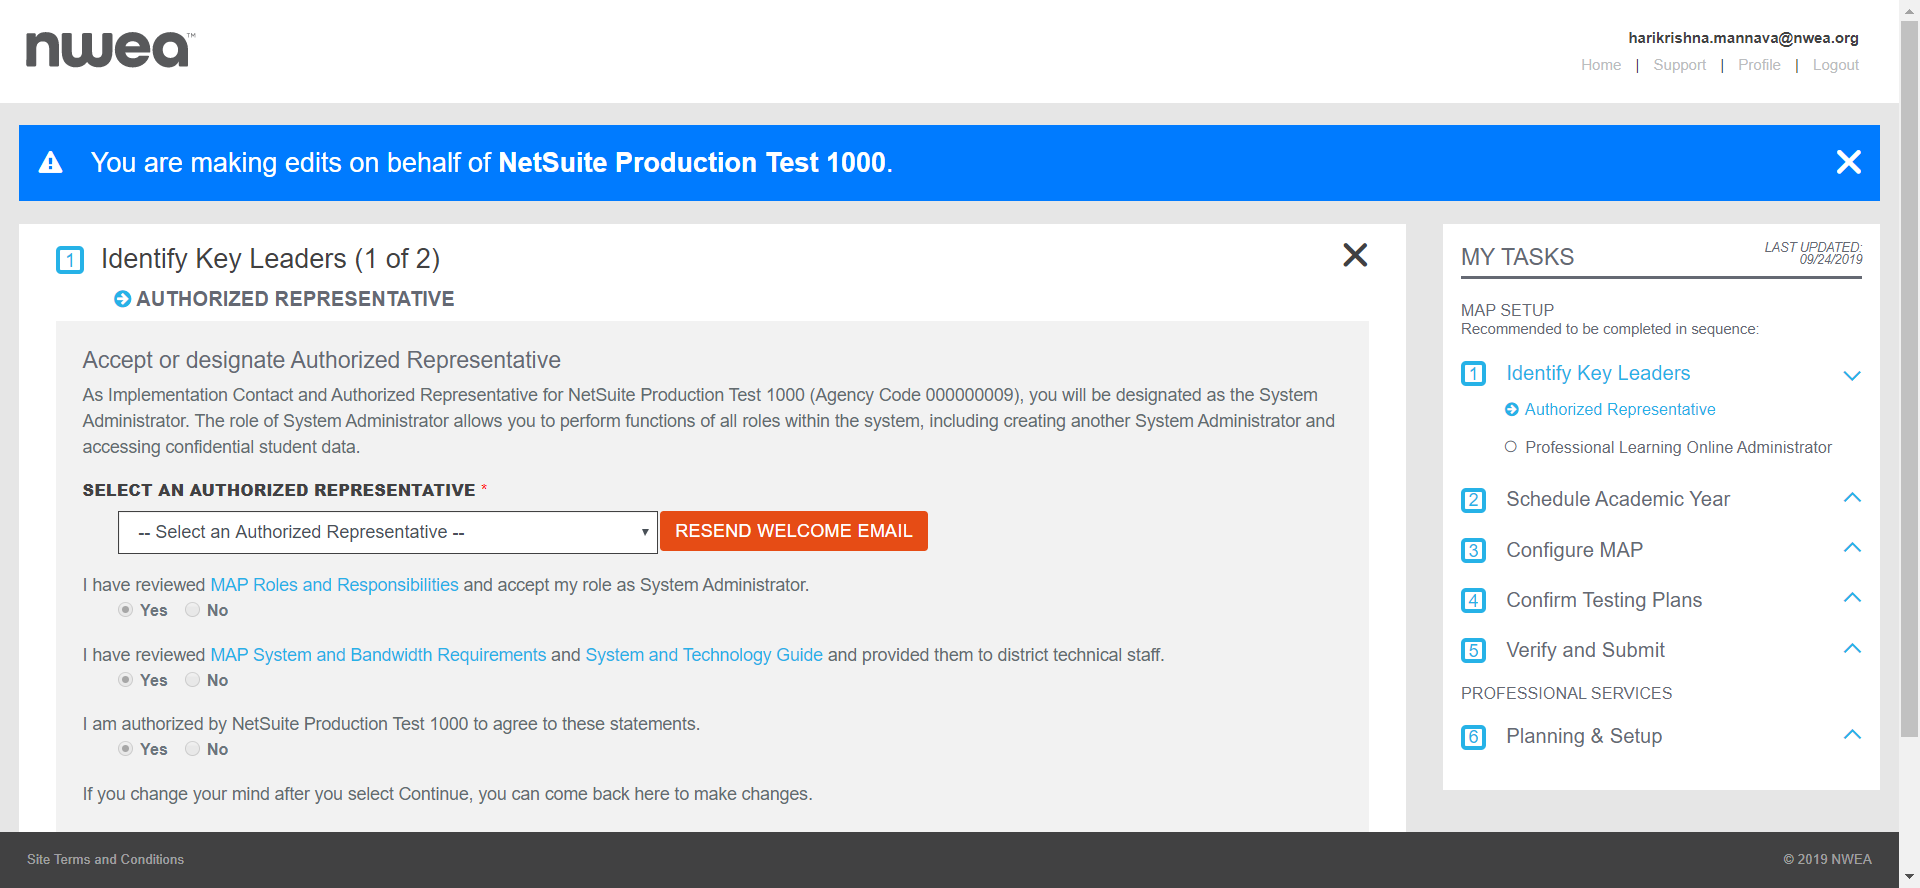 nwea™
harikrishna.mannava@nwea.org
Home | Support | Profile | Logout
You are making edits on behalf of NetSuite Production Test 1000.
1 Identify Key Leaders (1 of 2)
AUTHORIZED REPRESENTATIVE
Accept or designate Authorized Representative
As Implementation Contact and Authorized Representative for NetSuite Production Test 1000 (Agency Code 000000009), you will be designated as the System
Administrator. The role of System Administrator allows you to perform functions of all roles within the system, including creating another System Administrator and
accessing confidential student data.
SELECT AN AUTHORIZED REPRESENTATIVE *
-- Select an Authorized Representative --
RESEND WELCOME EMAIL
I have reviewed MAP Roles and Responsibilities and accept my role as System Administrator.
Yes No
I have reviewed MAP System and Bandwidth Requirements and System and Technology Guide and provided them to district technical staff.
Yes No
I am authorized by NetSuite Production Test 1000 to agree to these statements.
Yes No
If you change your mind after you select Continue, you can come back here to make changes.
MY TASKS
LAST UPDATED:
09/24/2019
MAP SETUP
Recommended to be completed in sequence:
1 Identify Key Leaders
Authorized Representative
Professional Learning Online Administrator
2 Schedule Academic Year
3 Configure MAP
4 Confirm Testing Plans
5 Verify and Submit
PROFESSIONAL SERVICES
6 Planning & Setup
Site Terms and Conditions
© 2019 NWEA